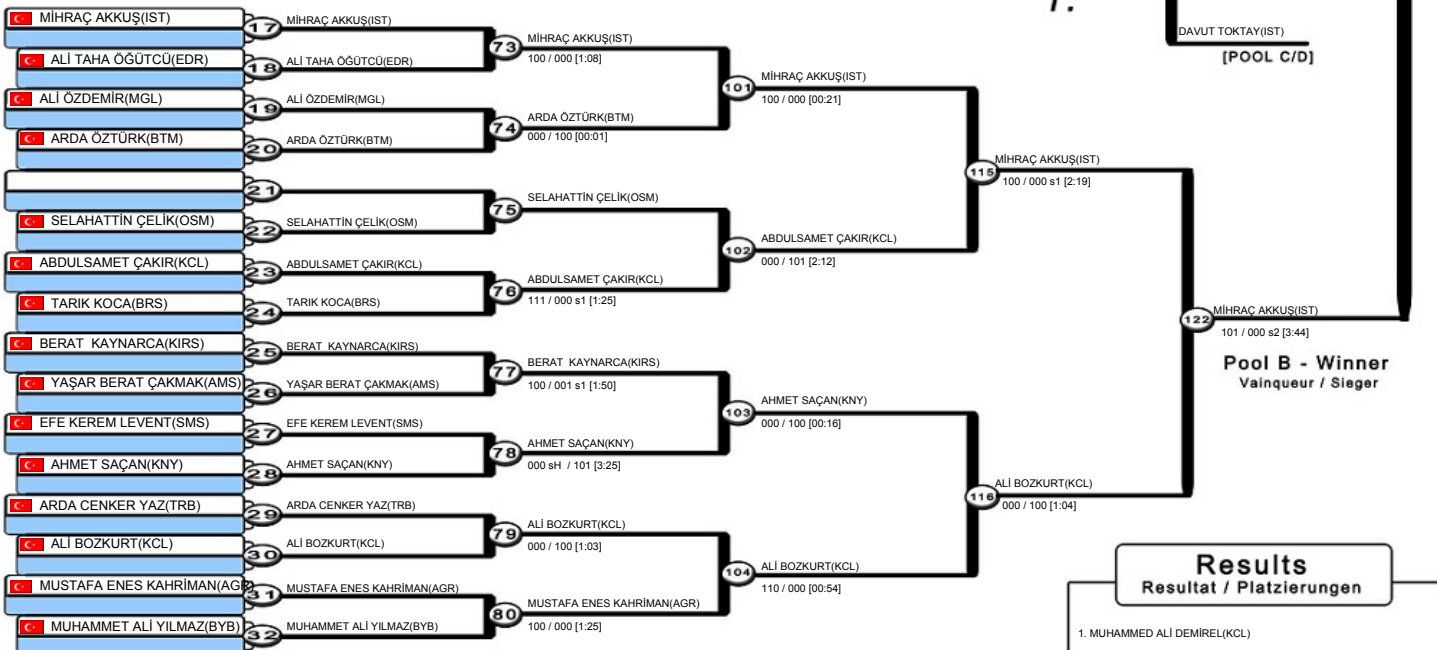 MİHRAÇ AKKUŞ(IST)
ALİ TAHA ÖĞÜTCÜ(EDR)
ALİ ÖZDEMİR(MGL)
ARDA ÖZTÜRK(BTM)
SELAHATTİN ÇELİK(OSM)
ABDULSAMET ÇAKIR(KCL)
TARIK KOCA(BRS)
BERAT KAYNARCA(KIRS)
YAŞAR BERAT ÇAKMAK(AMS)
EFE KEREM LEVENT(SMS)
AHMET SAÇAN(KNY)
ARDA CENKER YAZ(TRB)
ALİ BOZKURT(KCL)
MUSTAFA ENES KAHRİMAN(AGR)
MUHAMMET ALİ YILMAZ(BYB)
17 MİHRAÇ AKKUŞ(IST)
18 ALİ TAHA ÖĞÜTCÜ(EDR)
19 ALİ ÖZDEMİR(MGL)
20 ARDA ÖZTÜRK(BTM)
21
22 SELAHATTİN ÇELİK(OSM)
23 ABDULSAMET ÇAKIR(KCL)
24 TARIK KOCA(BRS)
25 BERAT KAYNARCA(KIRS)
26 YAŞAR BERAT ÇAKMAK(AMS)
27 EFE KEREM LEVENT(SMS)
28 AHMET SAÇAN(KNY)
29 ARDA CENKER YAZ(TRB)
30 ALİ BOZKURT(KCL)
31 MUSTAFA ENES KAHRİMAN(AGR)
32 MUHAMMET ALİ YILMAZ(BYB)
73 MİHRAÇ AKKUŞ(IST)
100 / 000 [1:08]
74 ARDA ÖZTÜRK(BTM)
000 / 100 [00:01]
75 SELAHATTİN ÇELİK(OSM)
76 ABDULSAMET ÇAKIR(KCL)
111 / 000 s1 [1:25]
77 BERAT KAYNARCA(KIRS)
100 / 001 s1 [1:50]
78 AHMET SAÇAN(KNY)
000 sH / 101 [3:25]
79 ALİ BOZKURT(KCL)
000 / 100 [1:03]
80 MUSTAFA ENES KAHRİMAN(AGR)
100 / 000 [1:25]
101 MİHRAÇ AKKUŞ(IST)
100 / 000 [00:21]
102 ABDULSAMET ÇAKIR(KCL)
000 / 101 [2:12]
103 AHMET SAÇAN(KNY)
000 / 100 [00:16]
104 ALİ BOZKURT(KCL)
110 / 000 [00:54]
115 MİHRAÇ AKKUŞ(IST)
100 / 000 s1 [2:19]
116 ALİ BOZKURT(KCL)
000 / 100 [1:04]
122 MİHRAÇ AKKUŞ(IST)
101 / 000 s2 [3:44]
Pool B - Winner
Vainqueur / Sieger
1.
DAVUT TOKTAY(IST)
[POOL C/D]
Results
Resultat / Platzierungen
1. MUHAMMED ALİ DEMİREL(KCL)